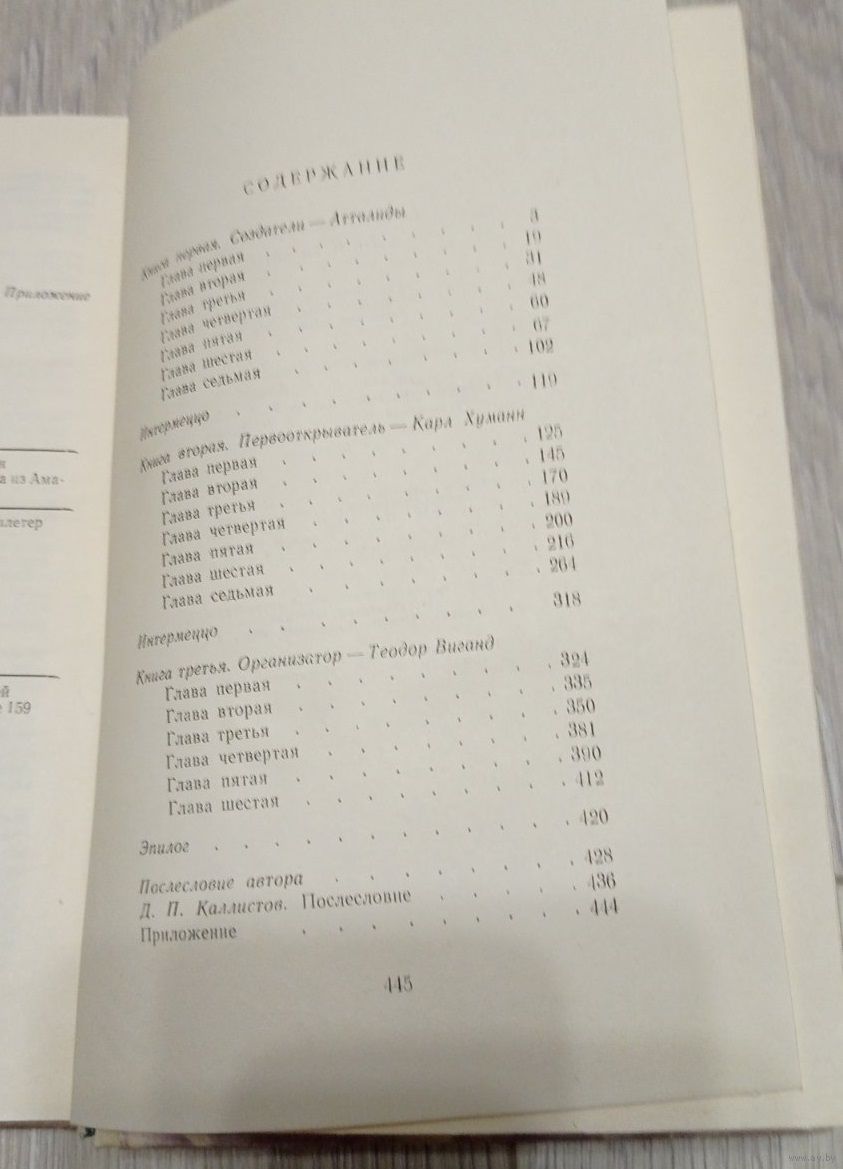 Приложение
а из Ама-
159
СОДЕРЖАНИЕ
Книга первая. Создатели — Атталиды
Глава первая 3
Глава вторая 19
Глава третья 31
Глава четвертая 48
Глава пятая 60
Глава шестая 67
Глава седьмая 102
Интермеццо 119
Книга вторая. Первооткрыватель — Карл Хуманн
Глава первая 125
Глава вторая 145
Глава третья 170
Глава четвертая 189
Глава пятая 200
Глава шестая 216
Глава седьмая 264
Интермеццо 318
Книга третья. Организатор — Теодор Виганд
Глава первая 324
Глава вторая 335
Глава третья 350
Глава четвертая 381
Глава пятая 390
Глава шестая 412
Эпилог 420
Послесловие автора 428
Д. П. Каллистов. Послесловие 436
Приложение 444
445
www.ay.by